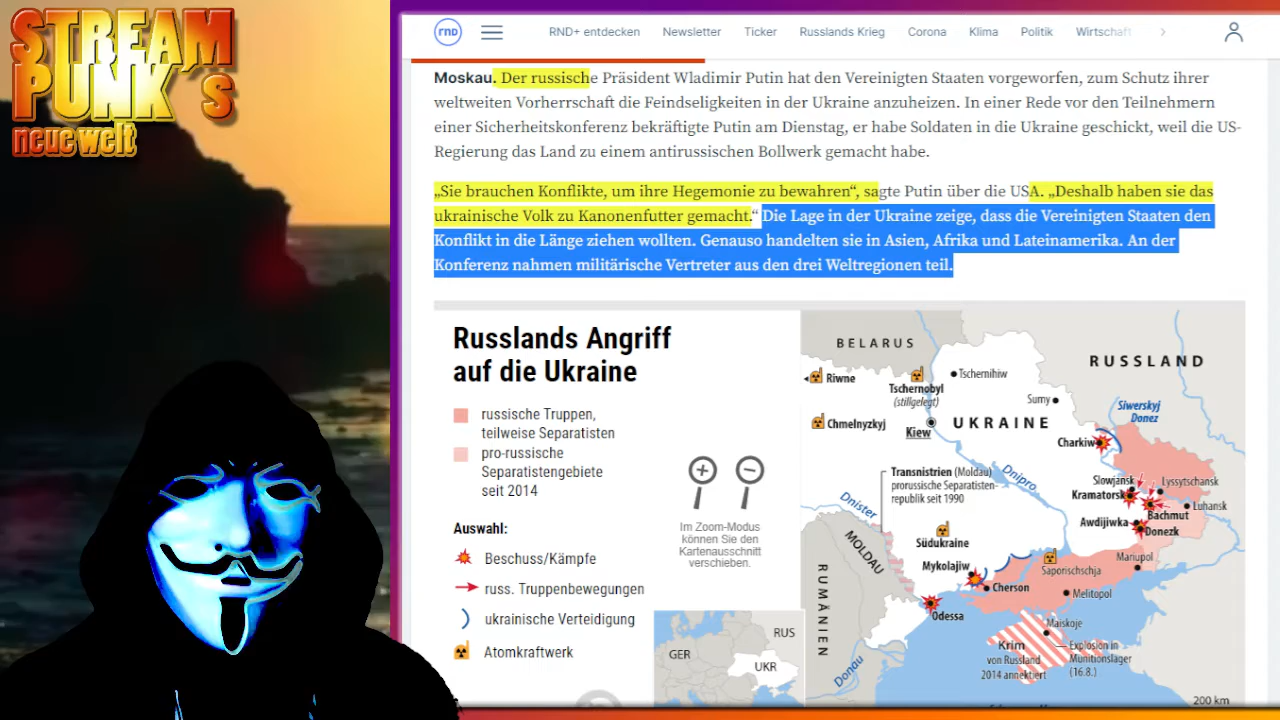 STREAM
PUNK´s
neue welt
RND
RND+ entdecken
Newsletter
Ticker
Russlands Krieg
Corona
Klima
Politik
Wirtschaft
Moskau. Der russische Präsident Wladimir Putin hat den Vereinigten Staaten vorgeworfen, zum Schutz ihrer
weltweiten Vorherrschaft die Feindseligkeiten in der Ukraine anzuheizen. In einer Rede vor den Teilnehmern
einer Sicherheitskonferenz bekräftigte Putin am Dienstag, er habe Soldaten in die Ukraine geschickt, weil die US-
Regierung das Land zu einem antirussischen Bollwerk gemacht habe.
„Sie brauchen Konflikte, um ihre Hegemonie zu bewahren“, sagte Putin über die USA. „Deshalb haben sie das
ukrainische Volk zu Kanonenfutter gemacht.“ Die Lage in der Ukraine zeige, dass die Vereinigten Staaten den
Konflikt in die Länge ziehen wollten. Genauso handelten sie in Asien, Afrika und Lateinamerika. An der
Konferenz nahmen militärische Vertreter aus den drei Weltregionen teil.
Russlands Angriff
auf die Ukraine
russische Truppen,
teilweise Separatisten
pro-russische
Separatistengebiete
seit 2014
Im Zoom-Modus
können Sie den
Kartenausschnitt
verschieben.
Auswahl:
Beschuss/Kämpfe
russ. Truppenbewegungen
ukrainische Verteidigung
Atomkraftwerk
BELARUS
RUSSLAND
Riwne
Tschernobyl
(stillgelegt)
Tschernihiw
Sumy
Siwerskyj
Donez
Chmelnyzkyj
Kiew
UKRAINE
Charkiw
Transnistrien (Moldau)
prorussische Separatisten-
republik seit 1990
Dnipro
Slowjansk
Lyssytschansk
Kramatorsk
Luhansk
Bachmut
Dnister
Awdijiwka
Donezk
Südukraine
MOLDAU
Mariupol
Mykolajiw
Saporischschja
Cherson
Melitopol
RUMÄNIEN
Odessa
Maiskoje
Krim
von Russland
2014 annektiert
Explosion in
Munitionslager
(16.8.)
Donau
RUS
GER
UKR
200 km